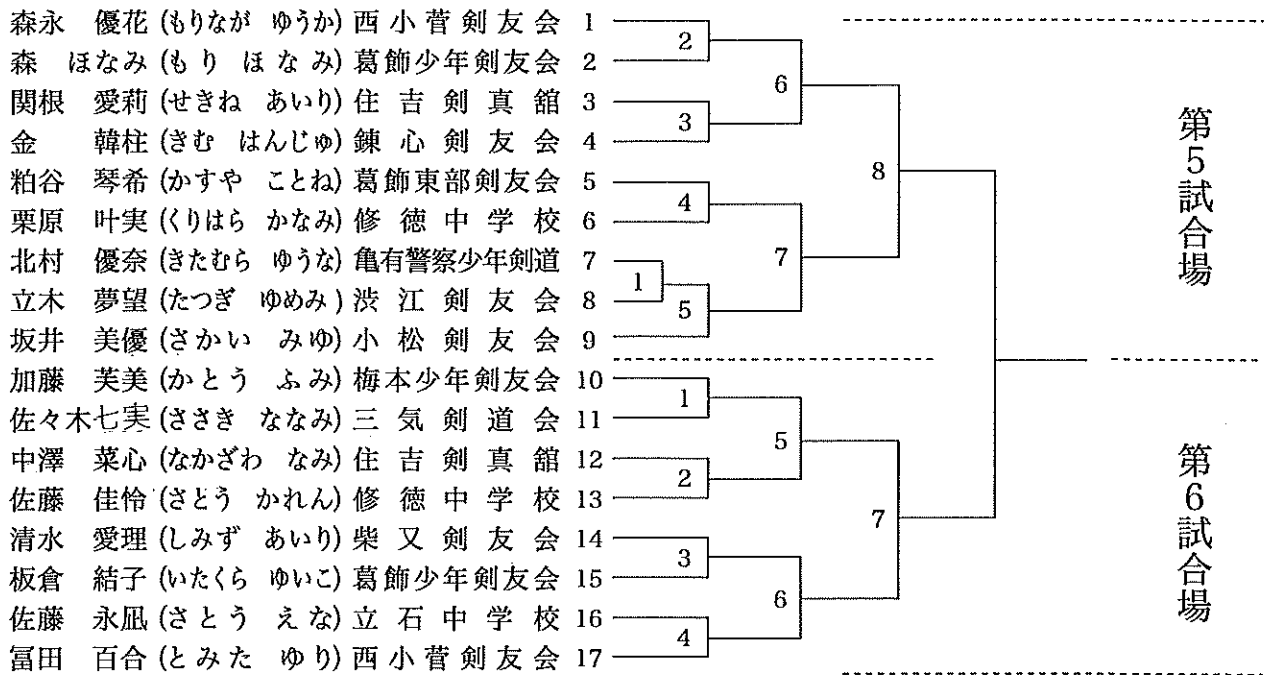 森永 優花 (もりなが ゆうか) 西小菅剣友会 1
森 ほなみ (もり ほなみ) 葛飾少年剣友会 2
関根 愛莉 (せきね あいり) 住吉剣真舘 3
金 韓柱 (きむ はんじゅ) 錬心剣友会 4
粕谷 琴希 (かすや ことね) 葛飾東部剣友会 5
栗原 叶実 (くりはら かなみ) 修徳中学校 6
北村 優奈 (きたむら ゆうな) 亀有警察少年剣道 7
立木 夢望 (たつぎ ゆめみ) 渋江剣友会 8
坂井 美優 (さかい みゆ) 小松剣友会 9
加藤 芙美 (かとう ふみ) 梅本少年剣友会 10
佐々木七実 (ささき ななみ) 三気剣道会 11
中澤 菜心 (なかざわ なみ) 住吉剣真舘 12
佐藤 佳怜 (さとう かれん) 修徳中学校 13
清水 愛理 (しみず あいり) 柴又剣友会 14
板倉 結子 (いたくら ゆいこ) 葛飾少年剣友会 15
佐藤 永凪 (さとう えな) 立石中学校 16
冨田 百合 (とみた ゆり) 西小菅剣友会 17
2
3
4
1
5
6
7
8
第5試合場
1
2
3
4
5
6
7
第6試合場